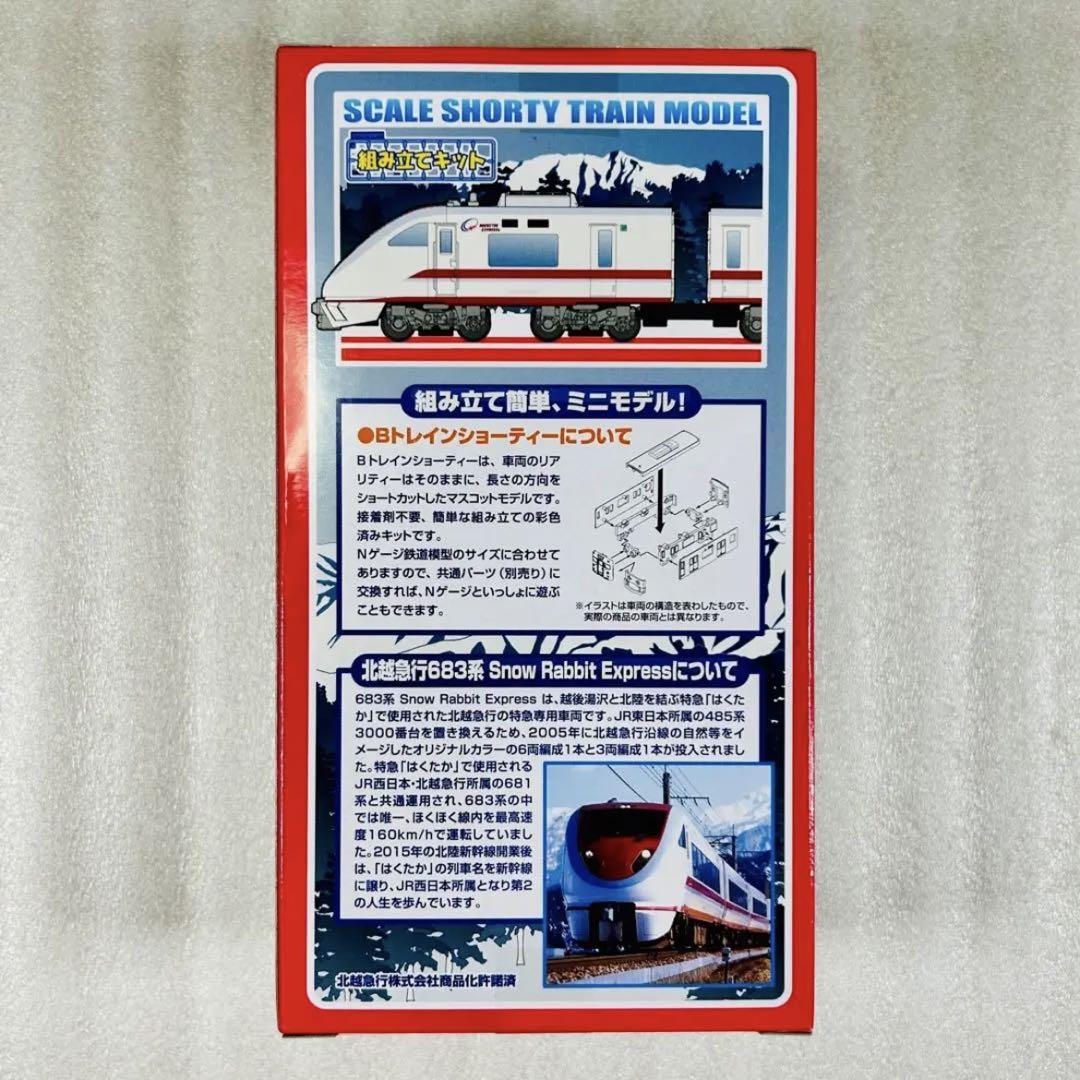 SCALE SHORTY TRAIN MODEL
組み立てキット
HOKUETSU
EXPRESS
組み立て簡単、ミニモデル!
●Bトレインショーティーについて
Bトレインショーティーは、車両のリア
リティーはそのままに、長さの方向を
ショートカットしたマスコットモデルです。
接着剤不要、簡単な組み立ての彩色
済みキットです。
Nゲージ鉄道模型のサイズに合わせて
ありますので、共通パーツ(別売り)に
交換すれば、Nゲージといっしょに遊ぶ
こともできます。
※イラストは車両の構造を表わしたもので、
実際の商品の車両とは異なります。
北越急行683系 Snow Rabbit Expressについて
683系 Snow Rabbit Express は、越後湯沢と北陸を結ぶ特急「はくた
か」で使用された北越急行の特急専用車両です。JR東日本所属の485系
3000番台を置き換えるため、2005年に北越急行沿線の自然等をイ
メージしたオリジナルカラーの6両編成1本と3両編成1本が投入されまし
た。特急「はくたか」で使用される
JR西日本・北越急行所属の681
系と共通運用され、683系の中
では唯一、ほくほく線内を最高速
度160km/hで運転していまし
た。2015年の北陸新幹線開業後
は、「はくたか」の列車名を新幹線
に譲り、JR西日本所属となり第2
の人生を歩んでいます。
北越急行株式会社商品化許諾済